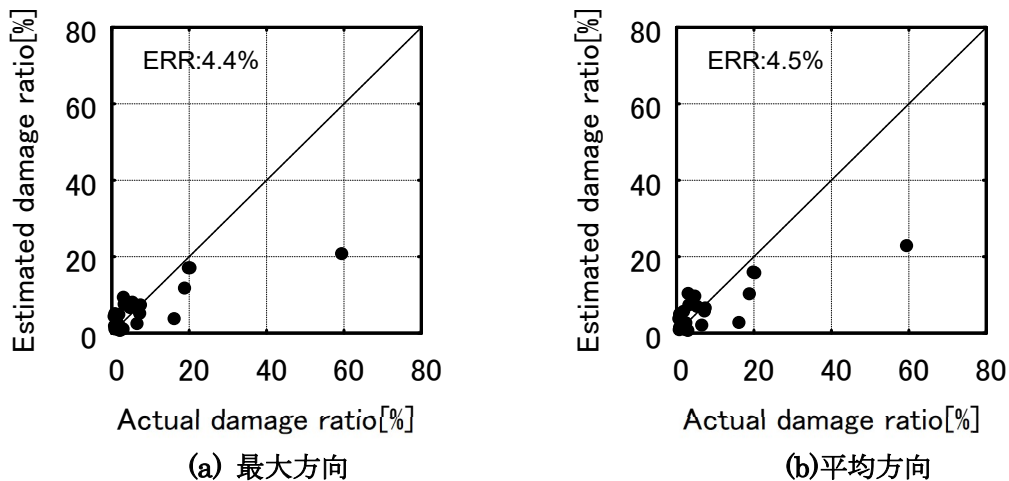 Estimated damage ratio[%]
80
60
40
20
0
ERR:4.4%
0 20 40 60 80
Actual damage ratio[%]
(a) 最大方向
Estimated damage ratio[%]
80
60
40
20
0
ERR:4.5%
0 20 40 60 80
Actual damage ratio[%]
(b)平均方向